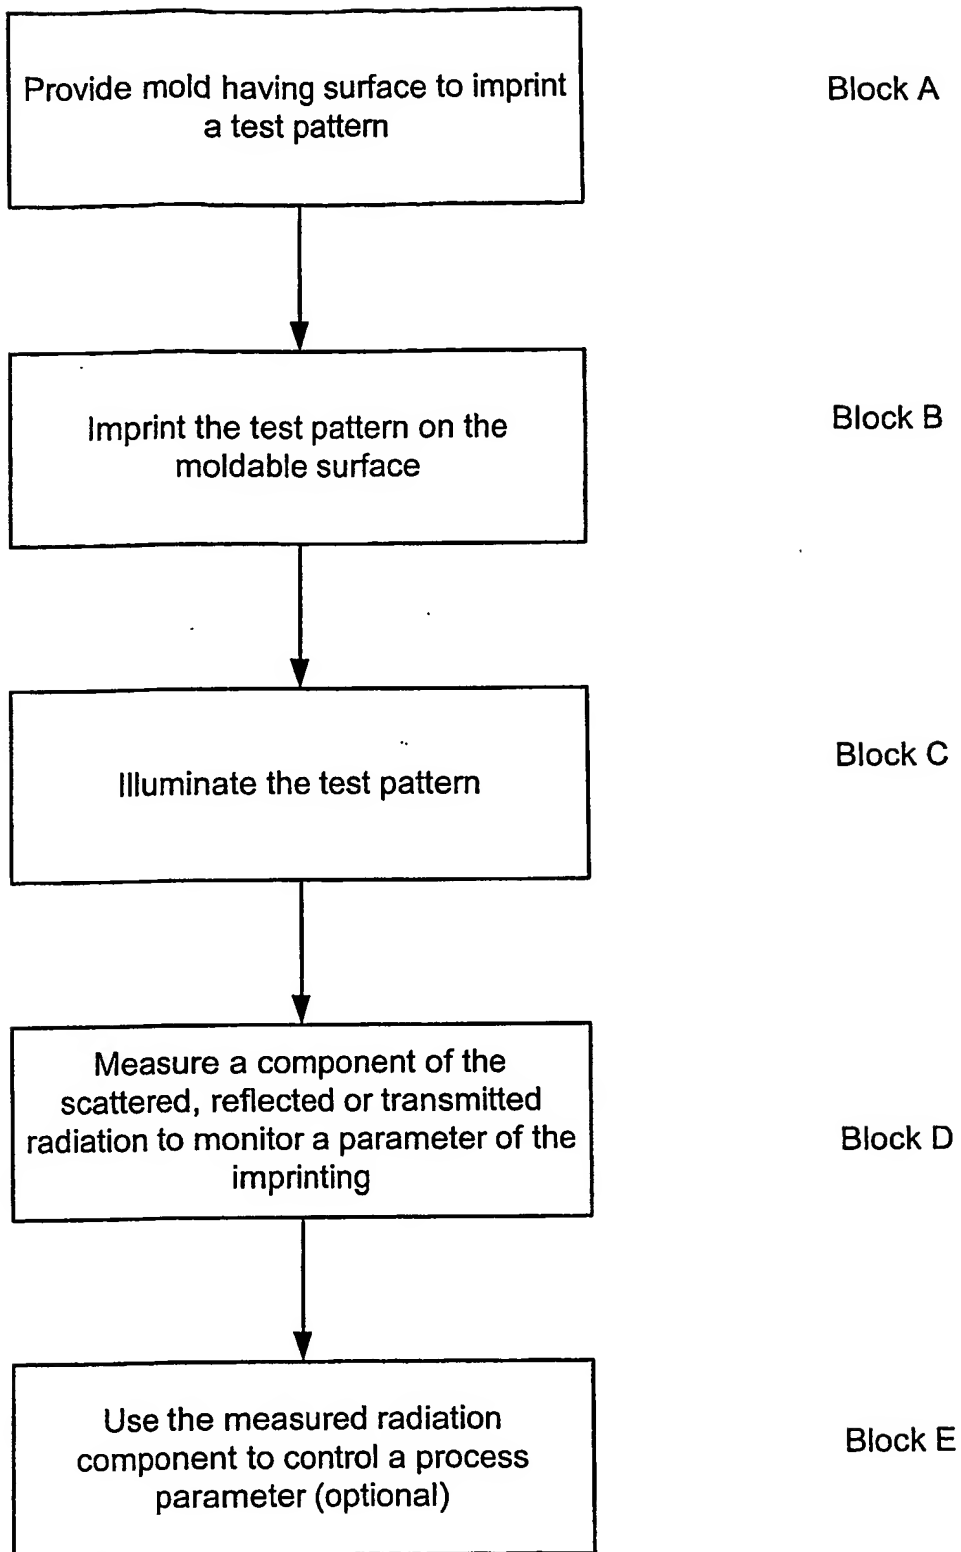 Provide mold having surface to imprint
a test pattern
Block A
Imprint the test pattern on the
moldable surface
Block B
Illuminate the test pattern
Block C
Measure a component of the
scattered, reflected or transmitted
radiation to monitor a parameter of the
imprinting
Block D
Use the measured radiation
component to control a process
parameter (optional)
Block E